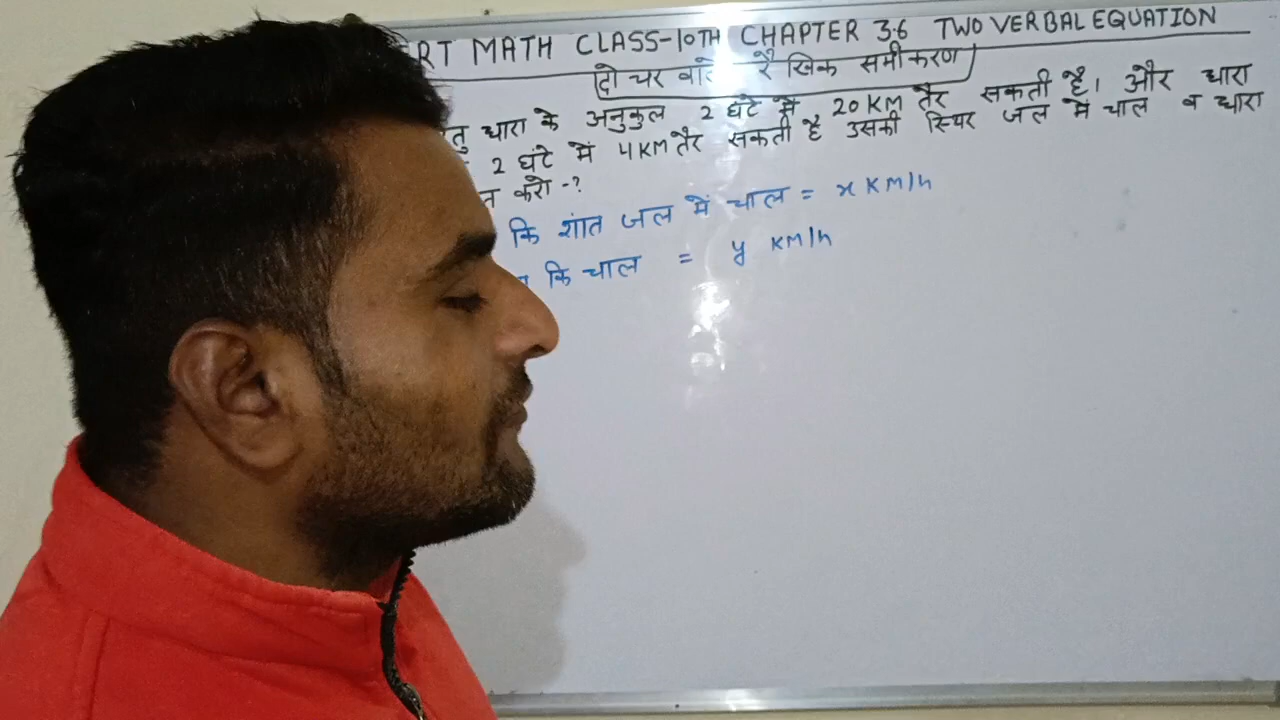 RT MATH CLASS-10TH CHAPTER 3.6 TWO VERBAL EQUATION
दो चर वाले रैखिक समीकरण
तु धारा के अनुकुल 2 घंटे में 20 KM तैर सकती है। और धारा
2 घंटे में 4 KM तैर सकती है उसकी स्थिर जल में चाल व धारा
करो -?
कि शांत जल में चाल = x KM/h
कि चाल = y KM/h